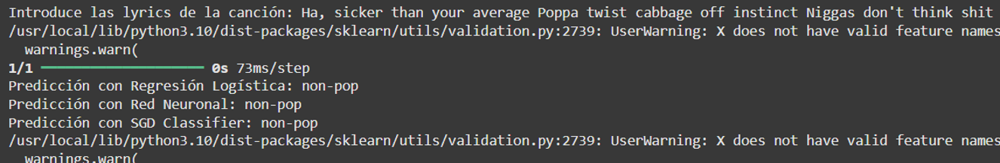 Introduce las lyrics de la canción: Ha, sicker than your average Poppa twist cabbage off instinct Niggas don't think shit
/usr/local/lib/python3.10/dist-packages/sklearn/utils/validation.py:2739: UserWarning: X does not have valid feature names
warnings.warn(
1/1 ━━━━━━━━━━━━━━━━━━━━ 0s 73ms/step
Predicción con Regresión Logística: non-pop
Predicción con Red Neuronal: non-pop
Predicción con SGD Classifier: non-pop
/usr/local/lib/python3.10/dist-packages/sklearn/utils/validation.py:2739: UserWarning: X does not have valid feature names
warnings.warn(